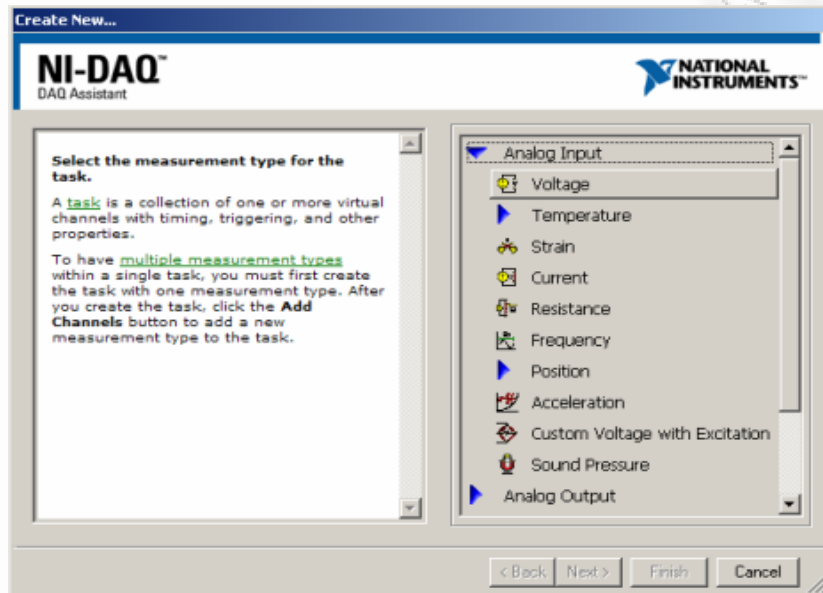 Create New...
NI-DAQ™
DAQ Assistant
NATIONAL
INSTRUMENTS™
Select the measurement type for the
task.
A task is a collection of one or more virtual
channels with timing, triggering, and other
properties.
To have multiple measurement types
within a single task, you must first create
the task with one measurement type. After
you create the task, click the Add
Channels button to add a new
measurement type to the task.
Analog Input
Voltage
Temperature
Strain
Current
Resistance
Frequency
Position
Acceleration
Custom Voltage with Excitation
Sound Pressure
Analog Output
< Back Next > Finish Cancel